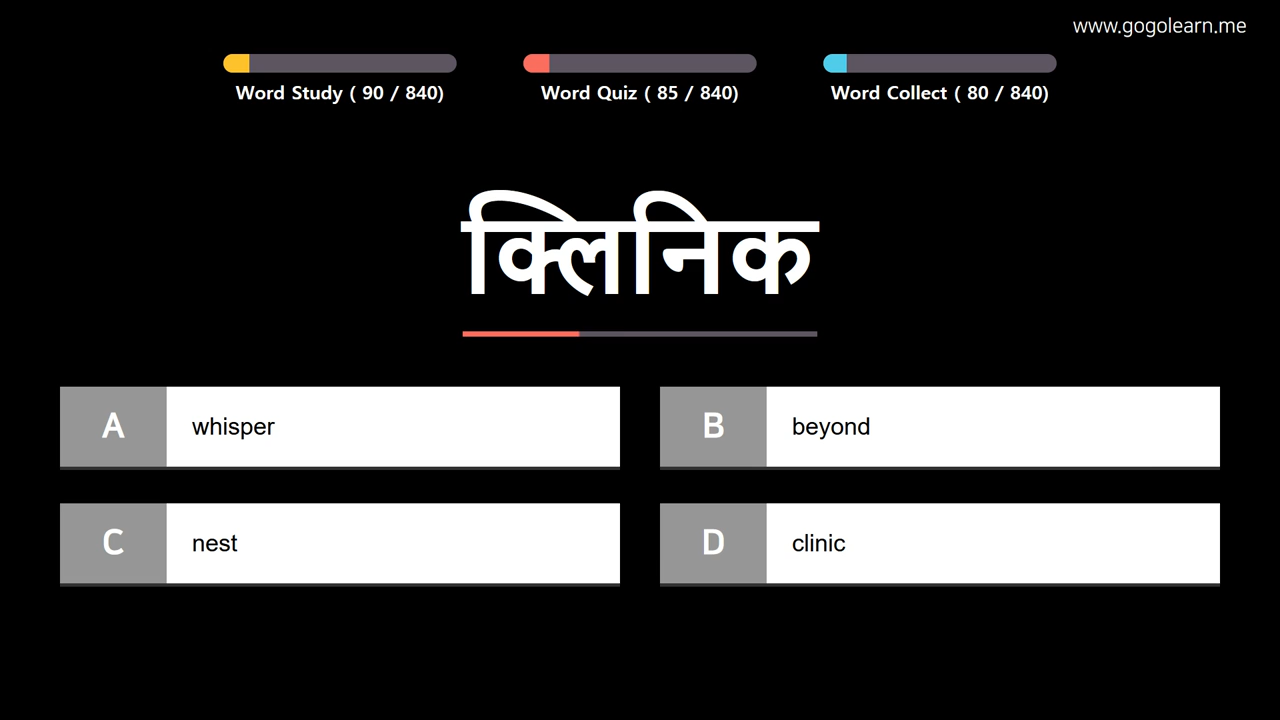 www.gogolearn.me
Word Study ( 90 / 840)
Word Quiz ( 85 / 840)
Word Collect ( 80 / 840)
क्लिनिक
A whisper
B beyond
C nest
D clinic